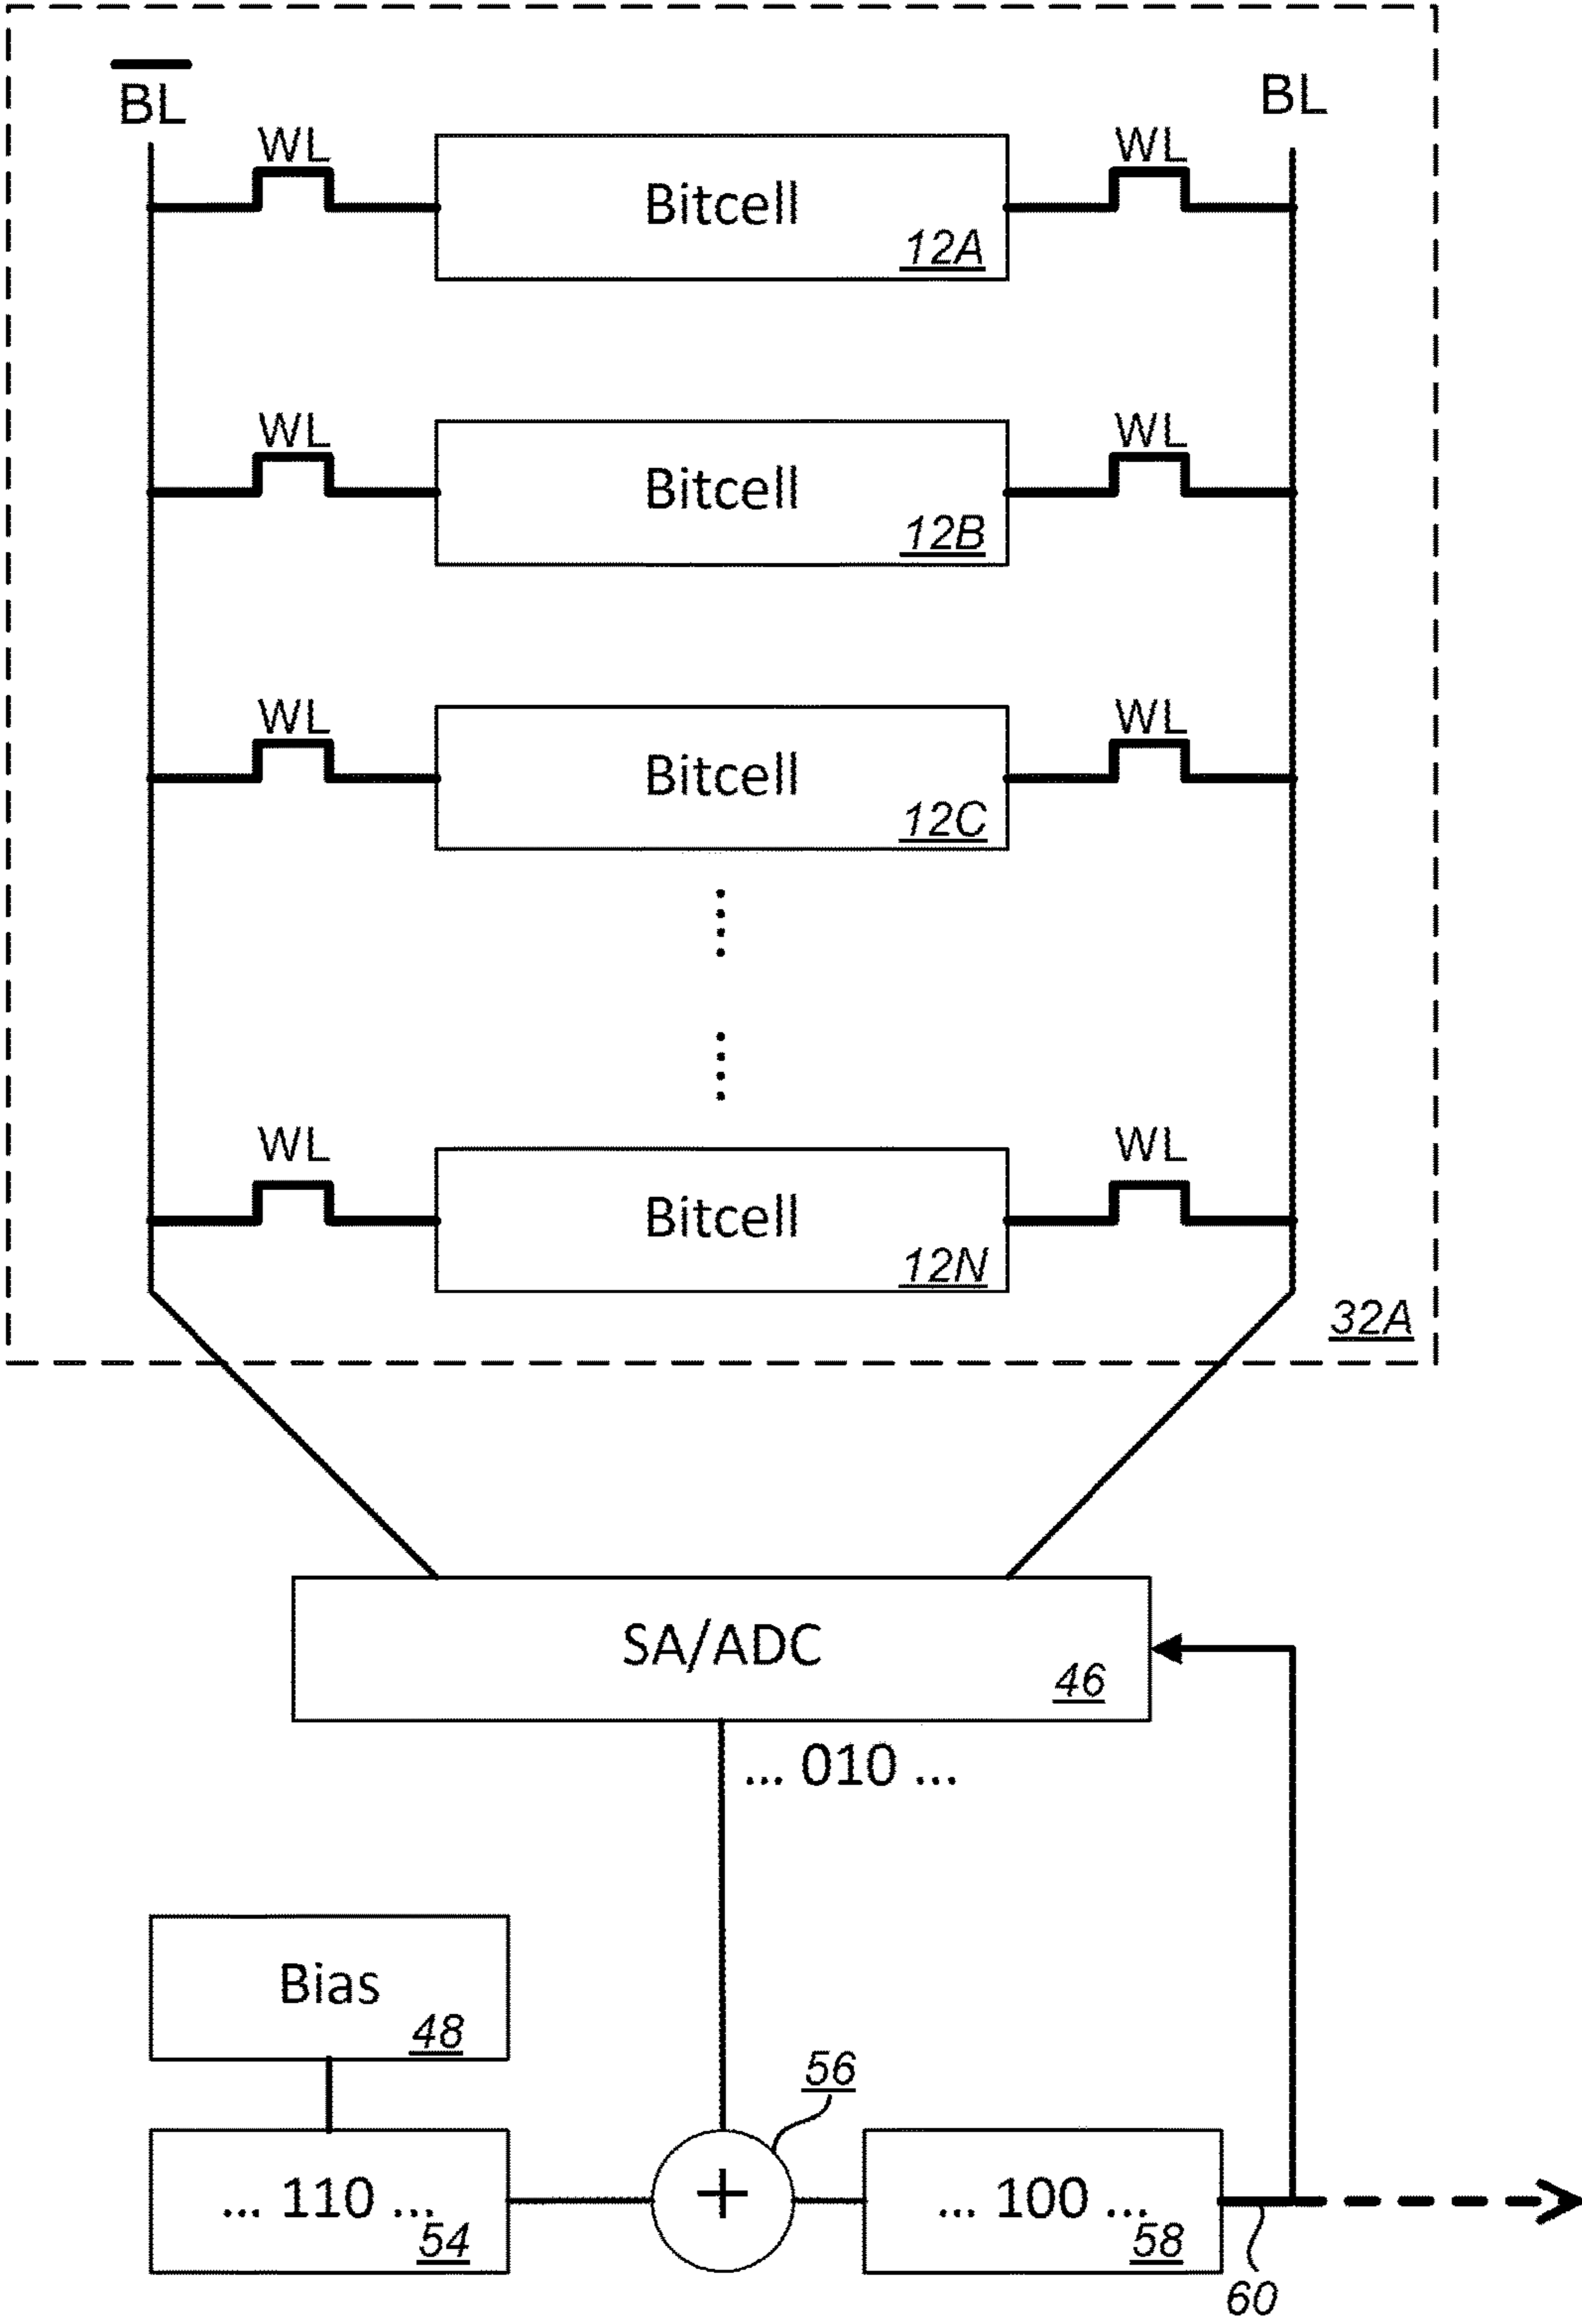 B̅L̅ BL
WL WL
Bitcell
12A
WL WL
Bitcell
12B
WL WL
Bitcell
12C
WL WL
Bitcell
12N
32A
SA/ADC
46
... 010 ...
Bias
48
56
... 110 ... + ... 100 ...
54 58
60